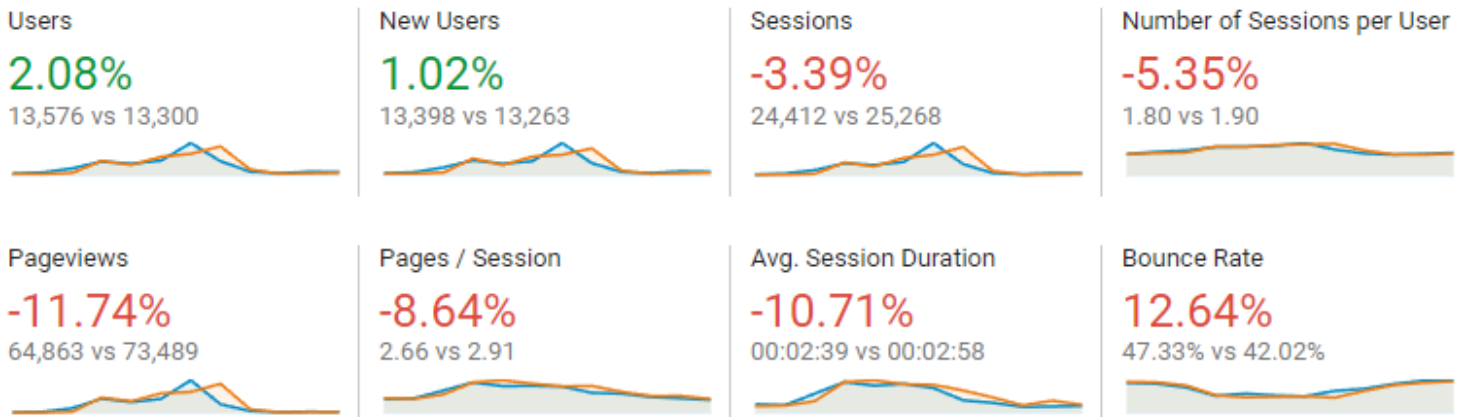 Users
2.08%
13,576 vs 13,300
New Users
1.02%
13,398 vs 13,263
Sessions
-3.39%
24,412 vs 25,268
Number of Sessions per User
-5.35%
1.80 vs 1.90
Pageviews
-11.74%
64,863 vs 73,489
Pages / Session
-8.64%
2.66 vs 2.91
Avg. Session Duration
-10.71%
00:02:39 vs 00:02:58
Bounce Rate
12.64%
47.33% vs 42.02%